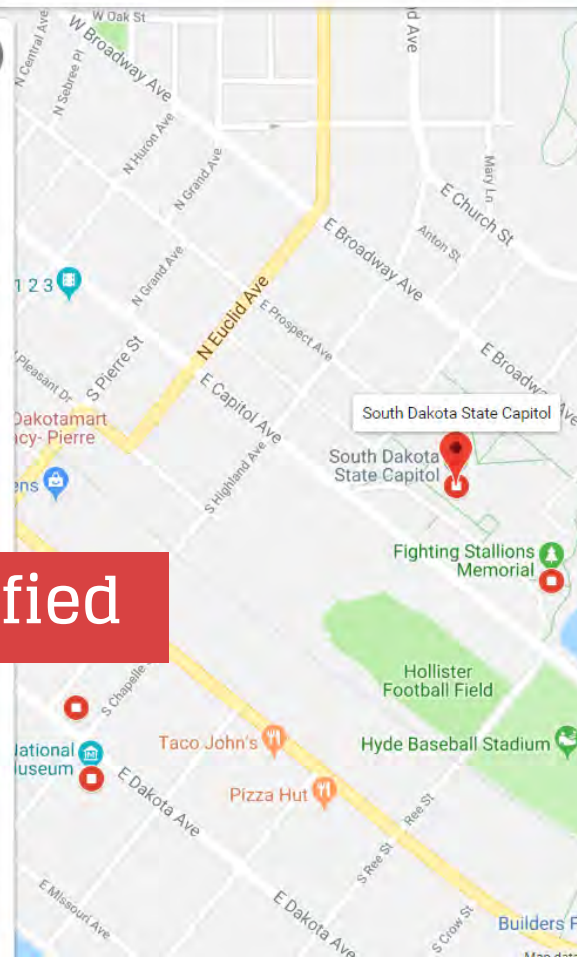 W Oak St
W Broadway Ave
N Central Ave
N Sebree Pl
N Huron Ave
N Grand Ave
d Ave
Mary Ln
E Church St
Anton St
E Broadway Ave
N Grand Ave
1 2 3
N Euclid Ave
E Prospect Ave
S Pierre St
Pleasant Dr
E Capitol Ave
E Broadway Ave
South Dakota State Capitol
Dakotamart
acy- Pierre
South Dakota
State Capitol
S Highland Ave
ens
Fighting Stallions
Memorial
fied
Hollister
Football Field
S Chapelle
Taco John's
Hyde Baseball Stadium
National
Museum
E Dakota Ave
Pizza Hut
Ree St
S Ree St
E Missouri Ave
E Dakota Ave
S Crow St
Builders F
Map data